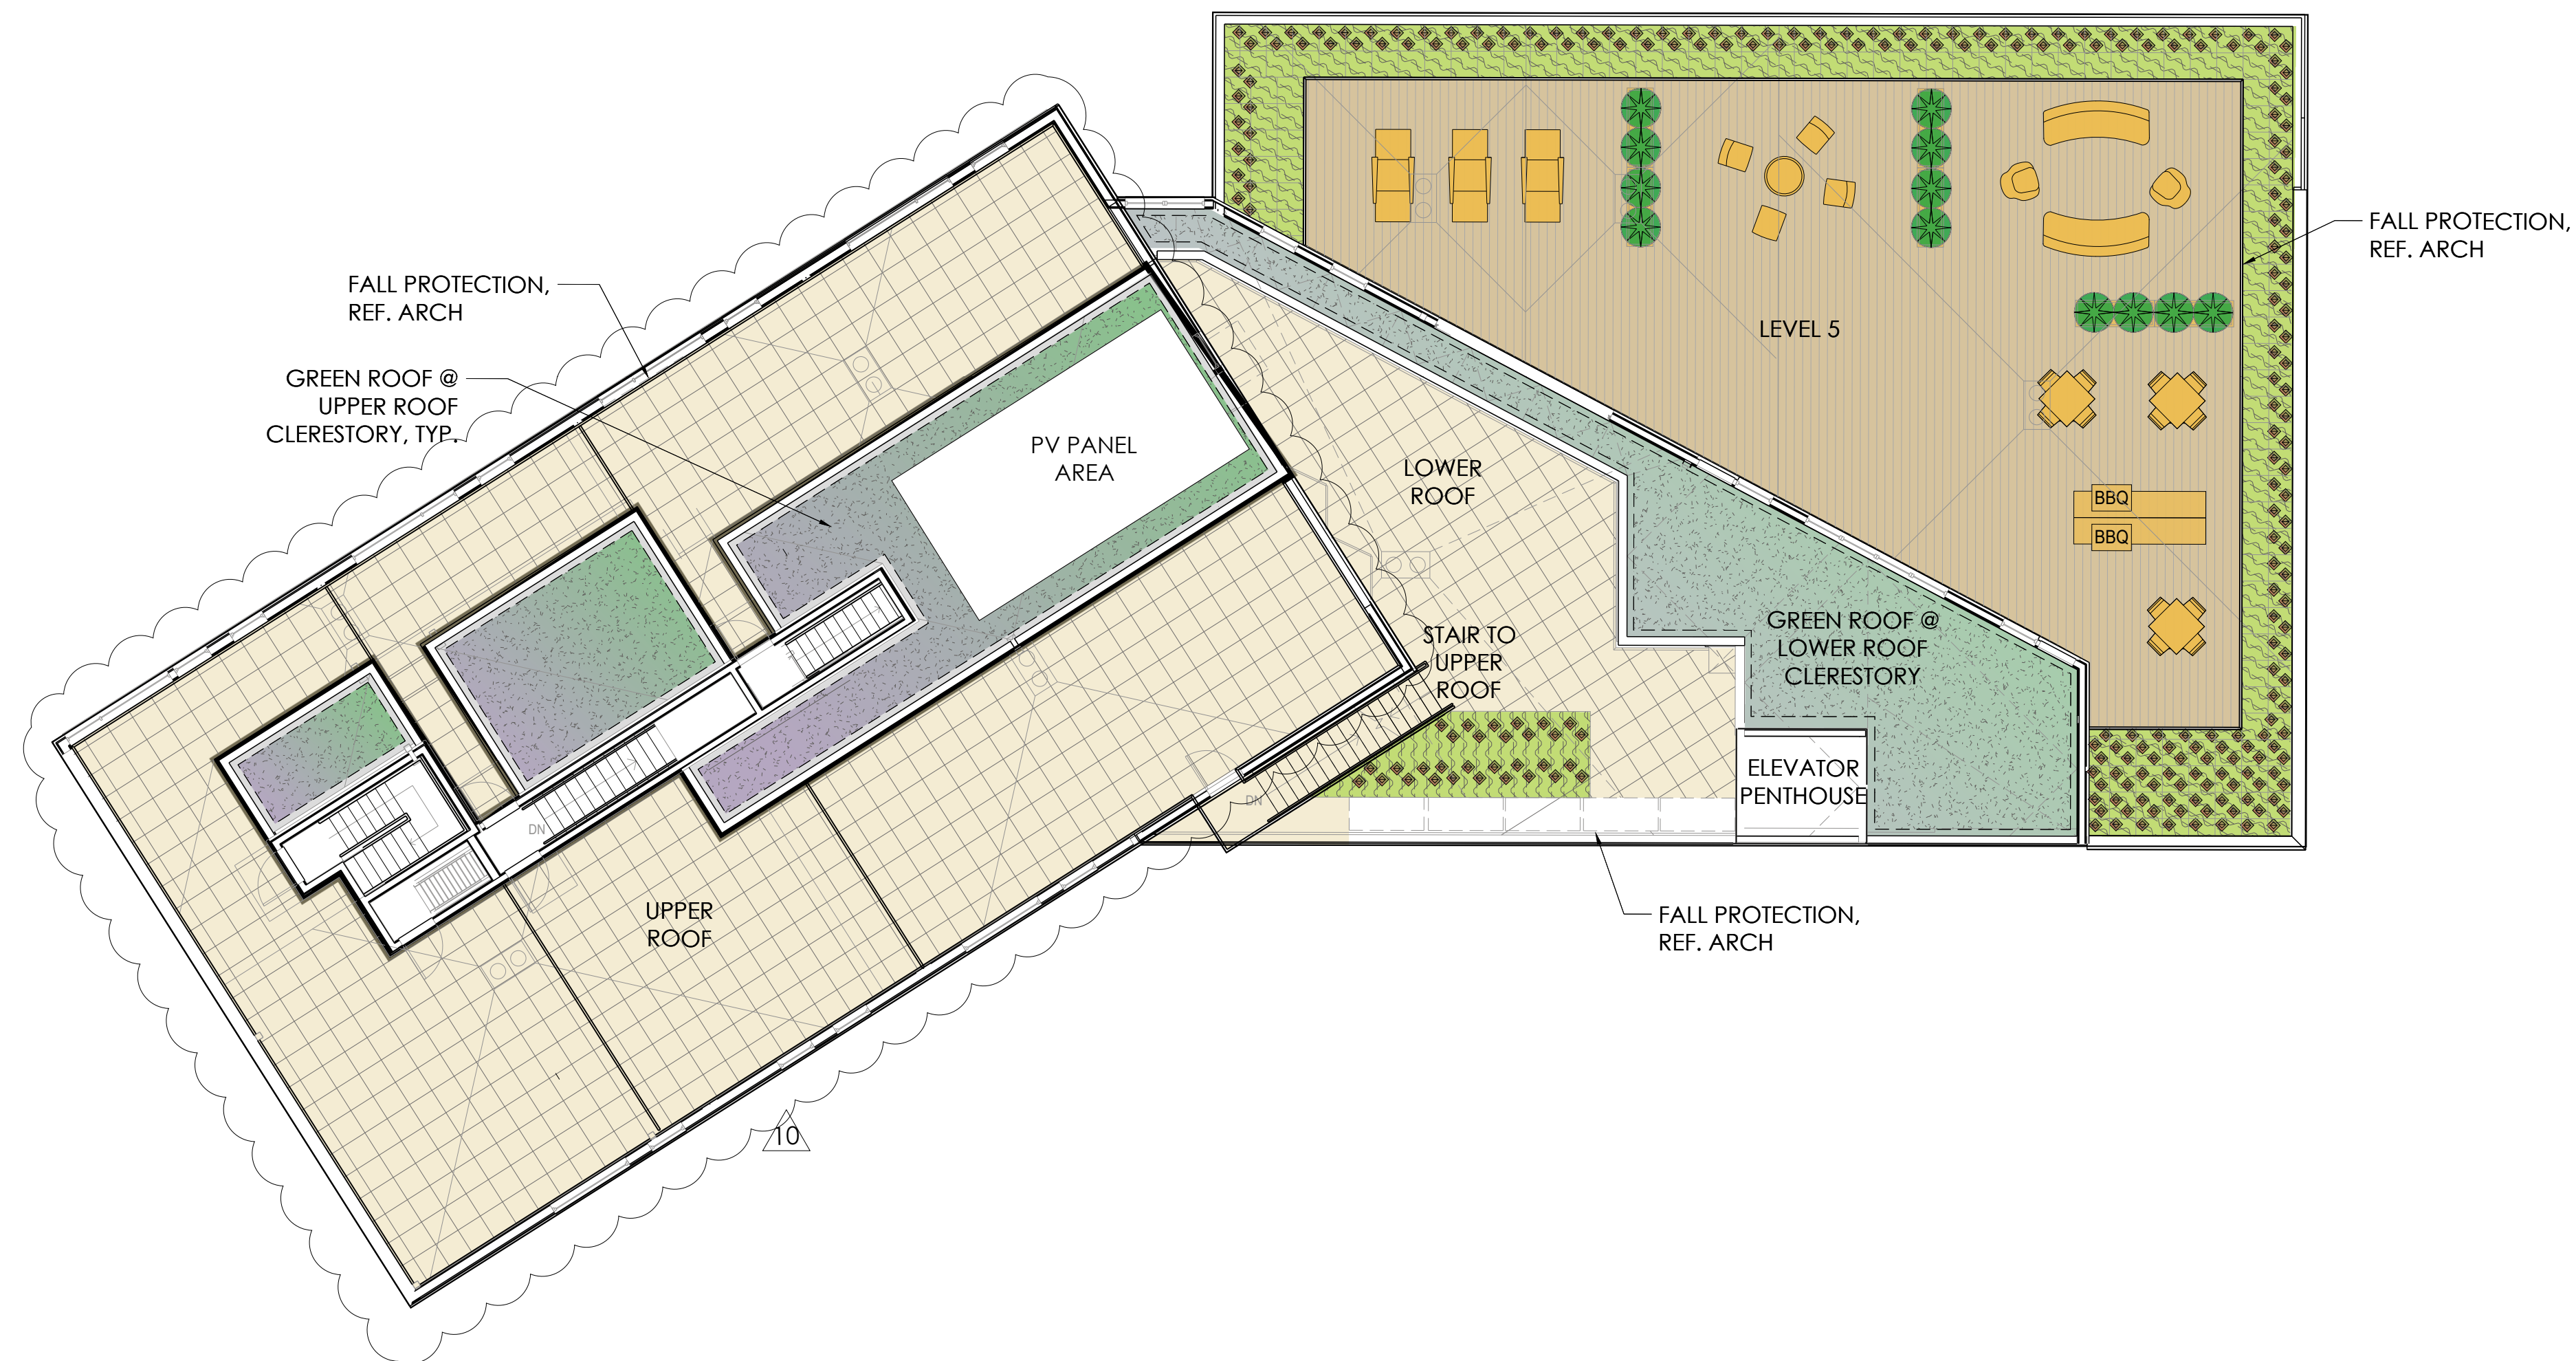 FALL PROTECTION,
REF. ARCH
FALL PROTECTION,
REF. ARCH
GREEN ROOF @
UPPER ROOF
CLERESTORY, TYP.
LEVEL 5
PV PANEL
AREA
LOWER
ROOF
BBQ
BBQ
STAIR TO
UPPER
ROOF
GREEN ROOF @
LOWER ROOF
CLERESTORY
ELEVATOR
PENTHOUSE
DN
DN
UPPER
ROOF
FALL PROTECTION,
REF. ARCH
10